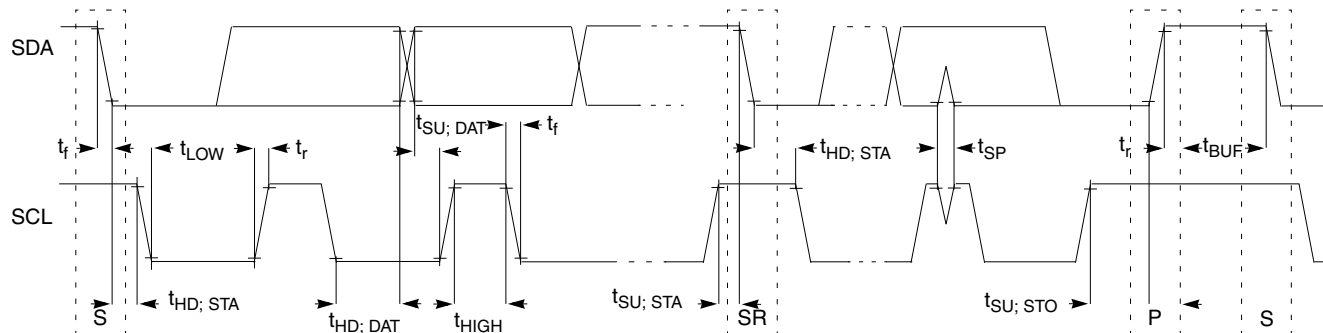 SDA
t_SU; DAT
t_f
t_f
t_LOW
t_r
t_HD; STA
t_SP
t_r
t_BUF
SCL
S
t_HD; STA
t_HD; DAT
t_HIGH
t_SU; STA
SR
t_SU; STO
P
S